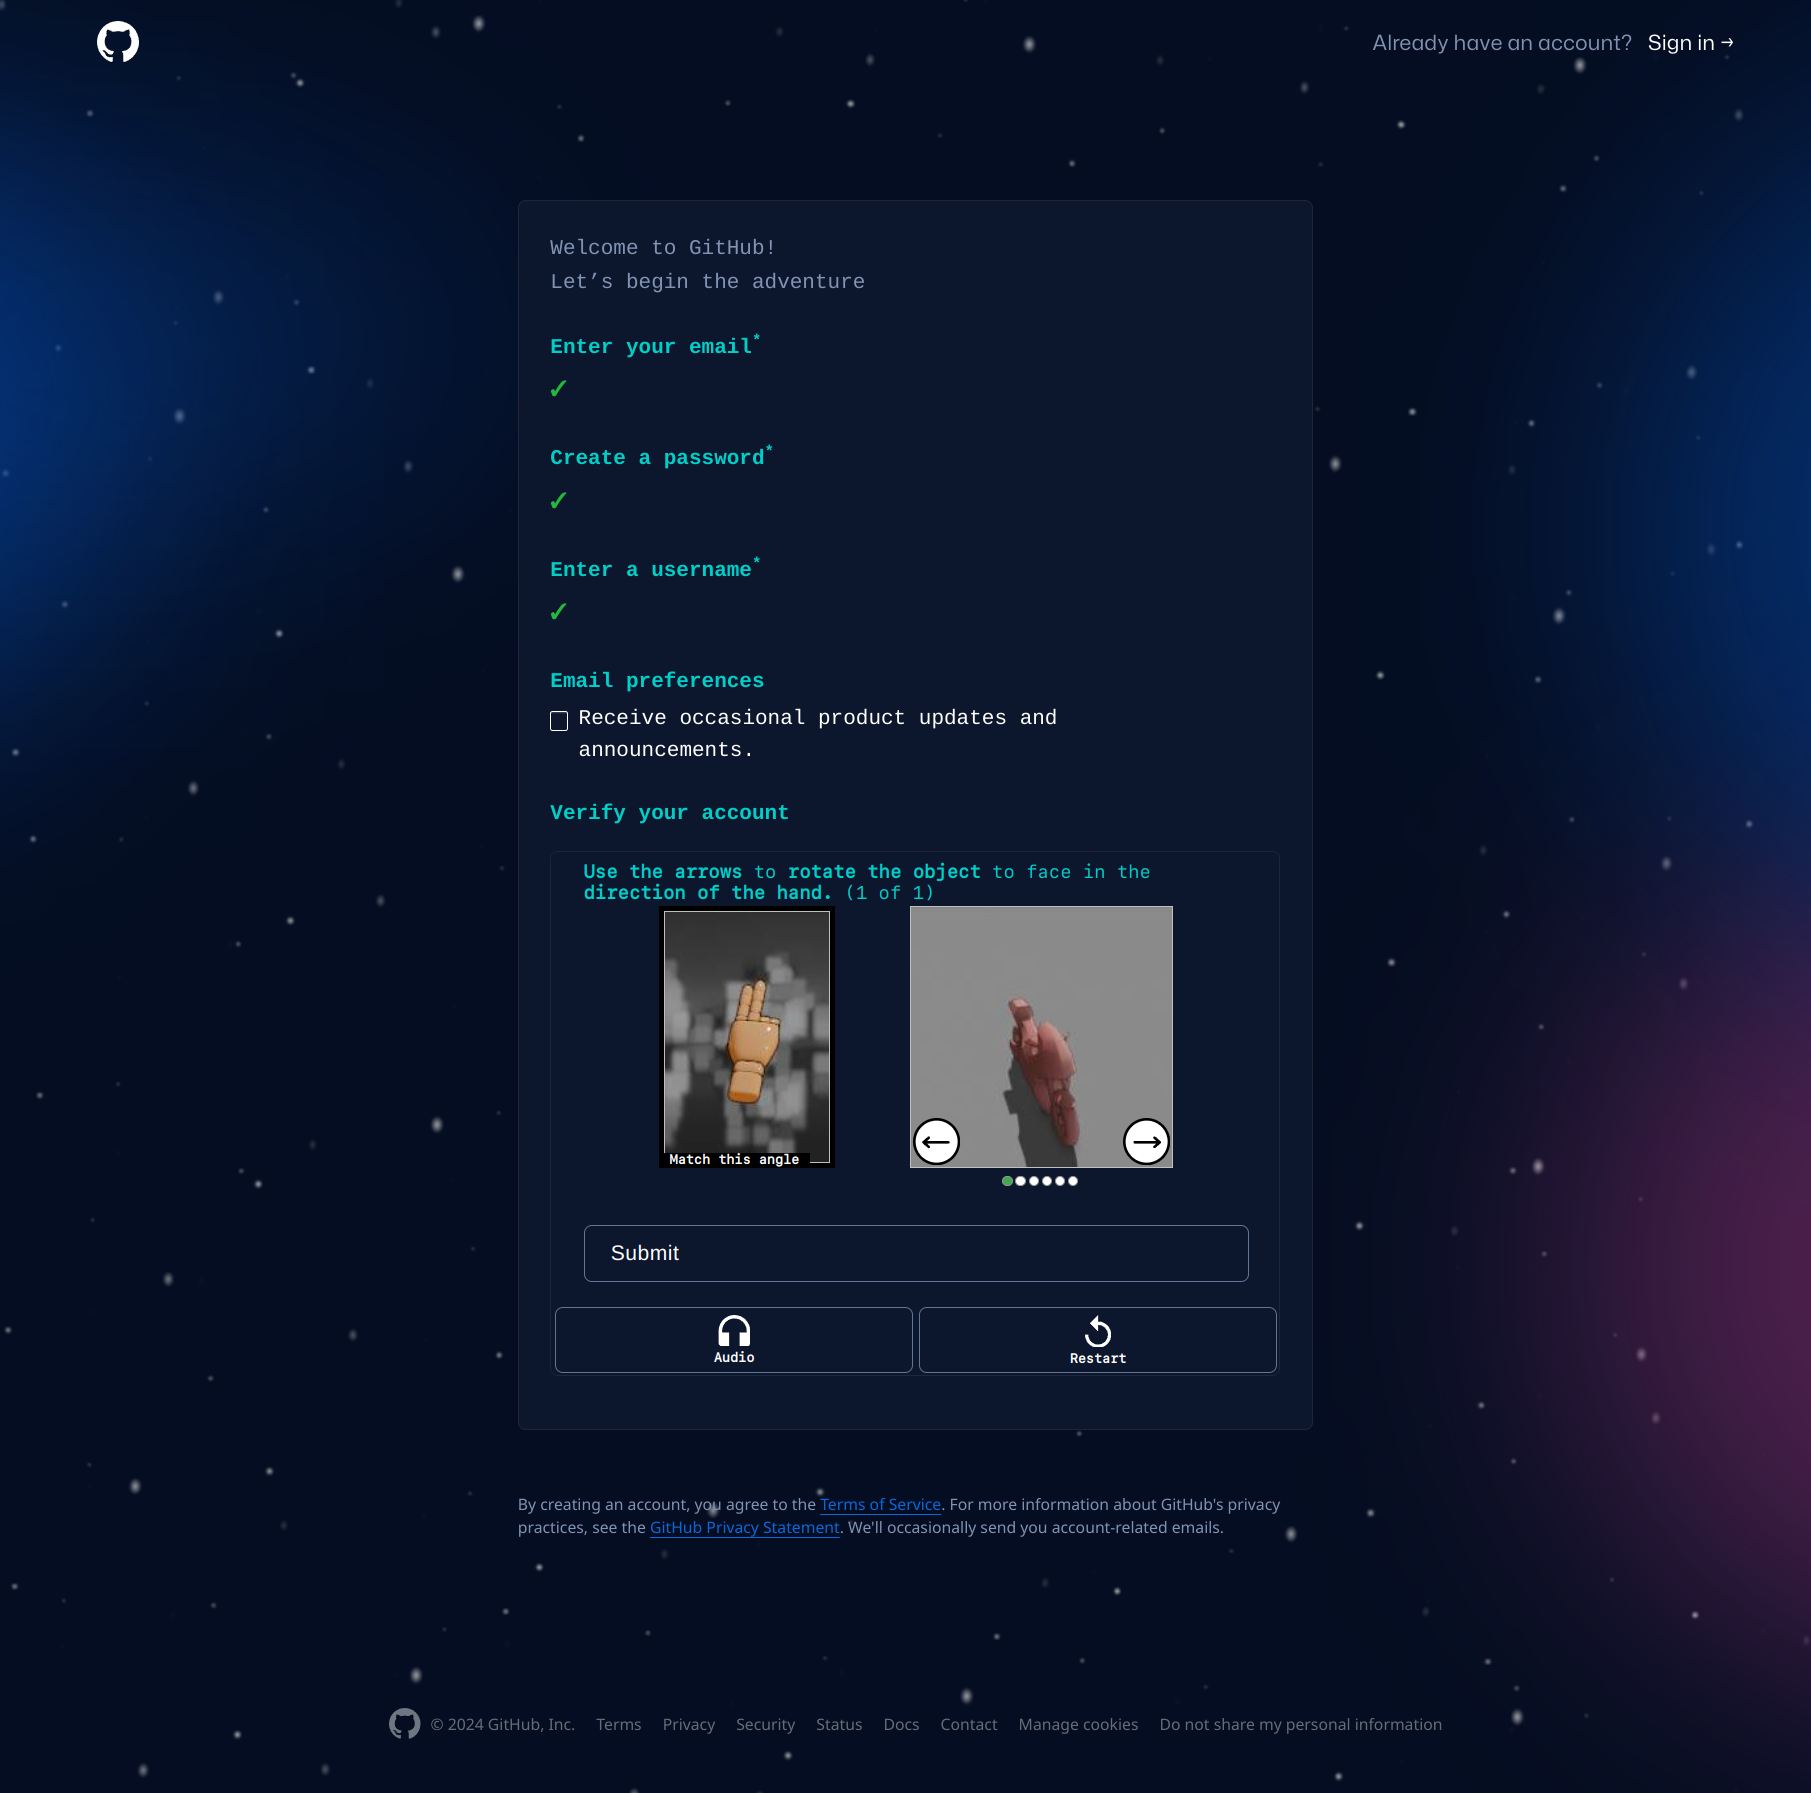 Already have an account? Sign in →
Welcome to GitHub!
Let’s begin the adventure
Enter your email*
✓
Create a password*
✓
Enter a username*
✓
Email preferences
Receive occasional product updates and
announcements.
Verify your account
Use the arrows to rotate the object to face in the
direction of the hand. (1 of 1)
Match this angle
Submit
Audio
Restart
By creating an account, you agree to the Terms of Service. For more information about GitHub's privacy
practices, see the GitHub Privacy Statement. We'll occasionally send you account-related emails.
© 2024 GitHub, Inc. Terms Privacy Security Status Docs Contact Manage cookies Do not share my personal information